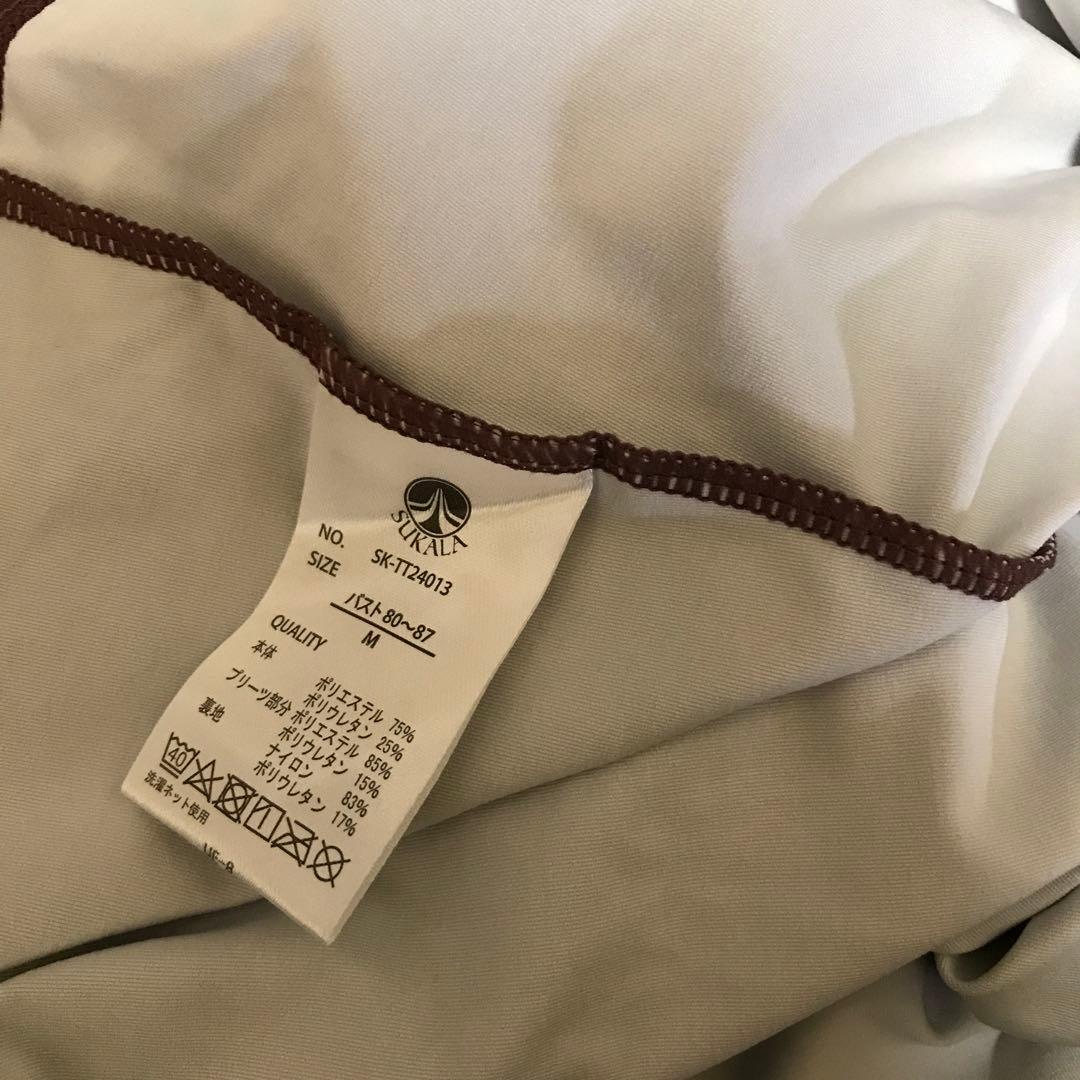 SUKALA
NO. SK-TT24013
SIZE バスト80～87
M
QUALITY
本体 ポリエステル 75%
ポリウレタン 25%
プリーツ部分 ポリエステル 85%
ポリウレタン 15%
裏地 ナイロン 83%
ポリウレタン 17%
40
洗濯ネット使用